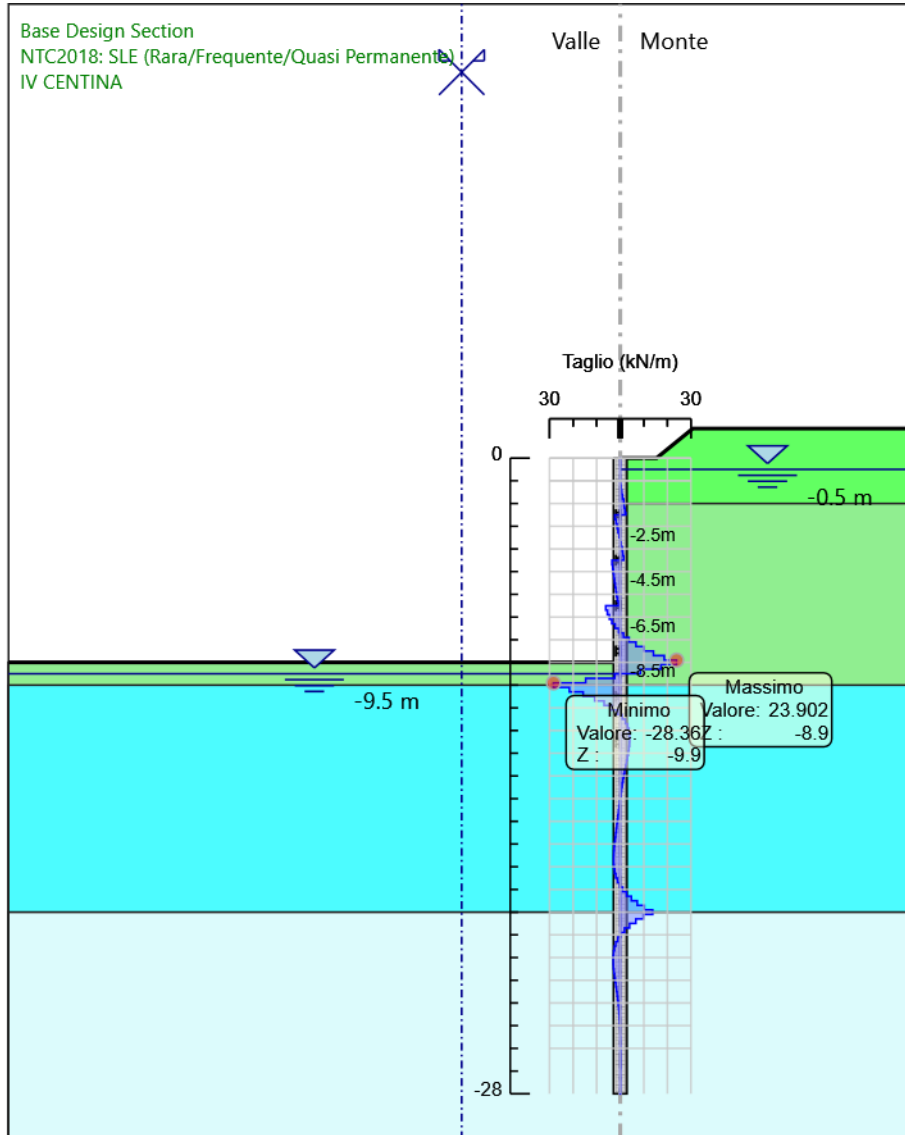 Base Design Section
NTC2018: SLE (Rara/Frequente/Quasi Permanente)
IV CENTINA
Valle
Monte
Taglio (kN/m)
30
30
0
-0.5 m
-2.5m
-4.5m
-6.5m
-8.5m
-9.5 m
Massimo
Valore: 23.902
Z : -8.9
Minimo
Valore: -28.36
Z : -9.9
-28